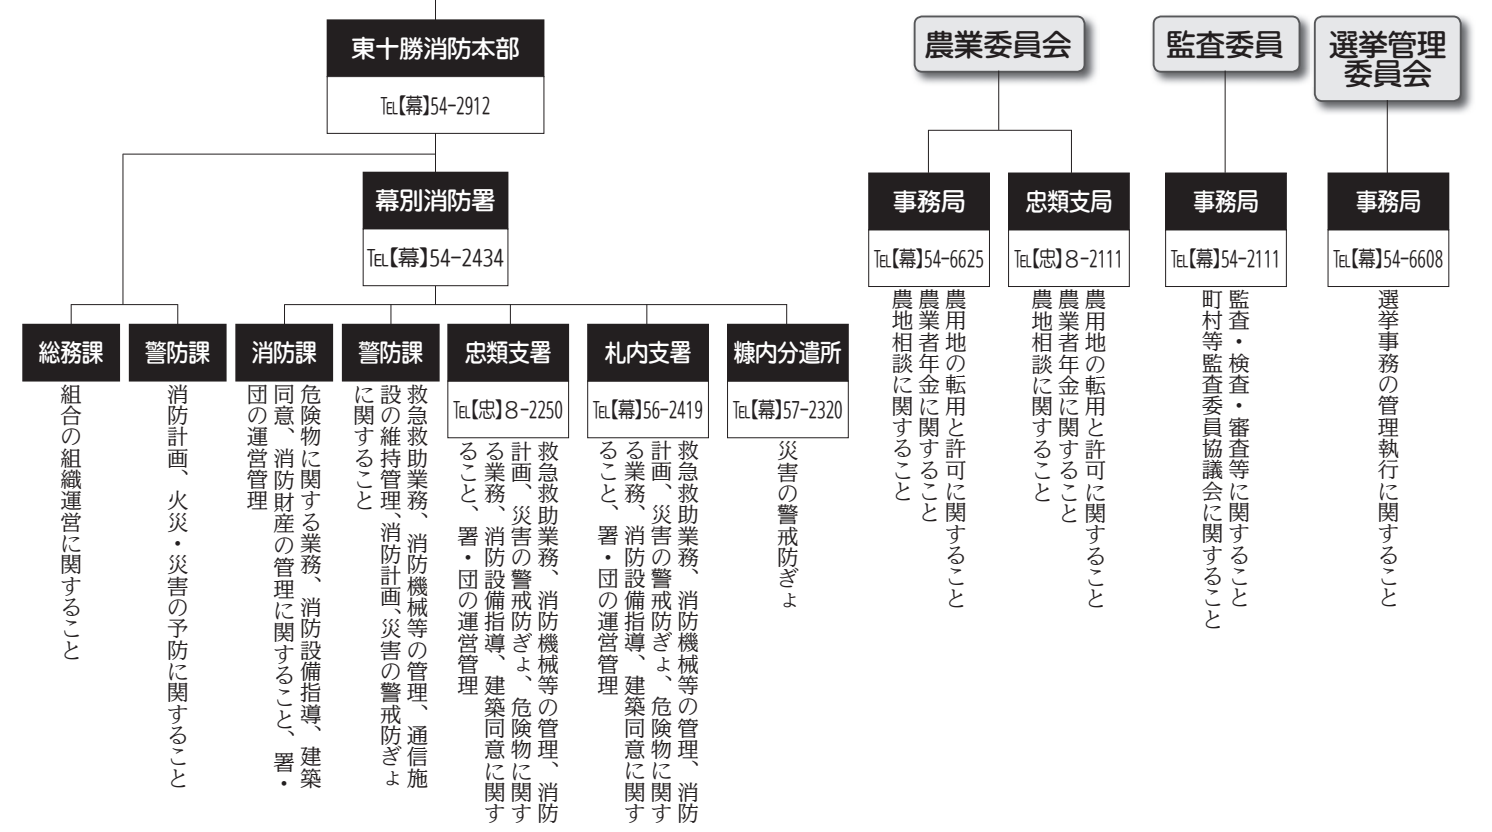 東十勝消防本部
℡【幕】54-2912
幕別消防署
℡【幕】54-2434
総務課
組合の組織運営に関すること
警防課
消防計画、火災・災害の予防に関すること
消防課
危険物に関する業務、消防設備指導、建築
同意、消防財産の管理に関すること、署・
団の運営管理
警防課
救急救助業務、消防機械等の管理、通信施
設の維持管理、消防計画、災害の警戒防ぎょ
に関すること
忠類支署
℡【忠】8-2250
救急救助業務、消防機械等の管理、消防
計画、災害の警戒防ぎょ、危険物に関す
る業務、消防設備指導、建築同意に関す
ること、署・団の運営管理
札内支署
℡【幕】56-2419
救急救助業務、消防機械等の管理、消防
計画、災害の警戒防ぎょ、危険物に関す
る業務、消防設備指導、建築同意に関す
ること、署・団の運営管理
糠内分遣所
℡【幕】57-2320
災害の警戒防ぎょ
農業委員会
事務局
℡【幕】54-6625
農用地の転用と許可に関すること
農業者年金に関すること
農地相談に関すること
忠類支局
℡【忠】8-2111
農用地の転用と許可に関すること
農業者年金に関すること
農地相談に関すること
監査委員
事務局
℡【幕】54-2111
監査・検査・審査等に関すること
町村等監査委員協議会に関すること
選挙管理
委員会
事務局
℡【幕】54-6608
選挙事務の管理執行に関すること